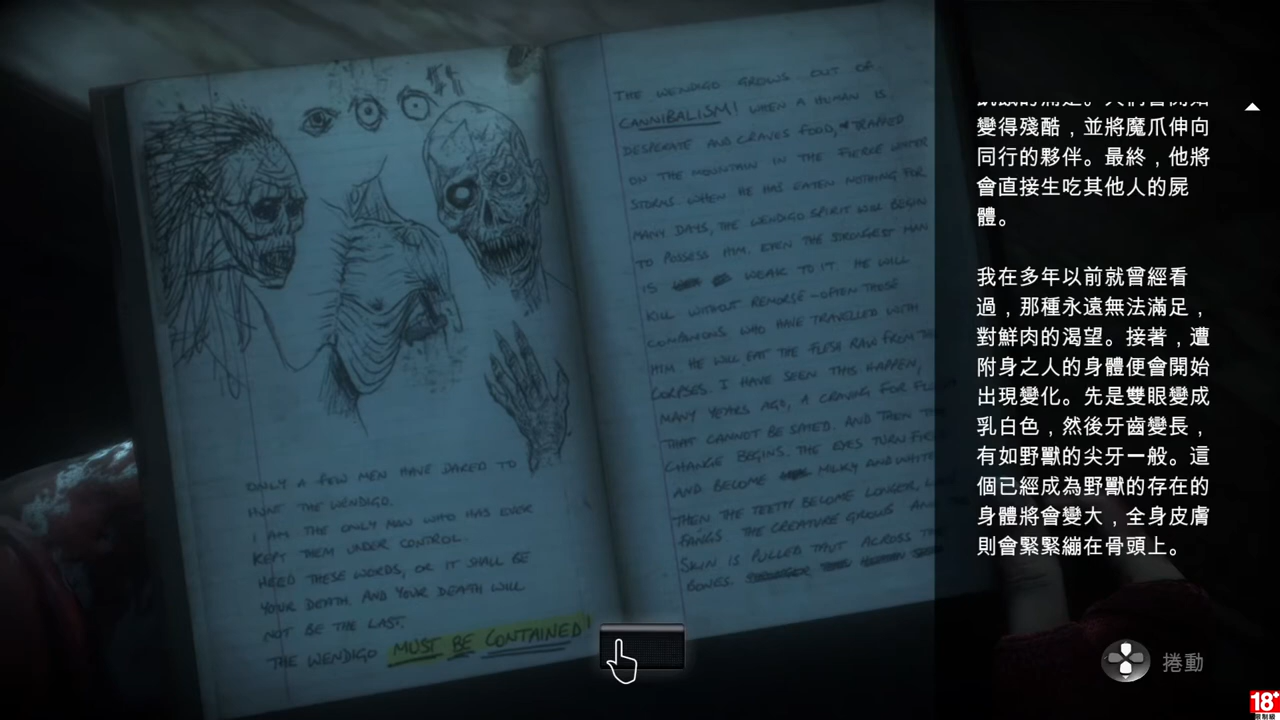 ONLY A FEW MEN HAVE DARED TO
HUNT THE WENDIGO.
I AM THE ONLY MAN WHO HAS EVER
KEPT THEM UNDER CONTROL.
HEED THESE WORDS, OR IT SHALL BE
YOUR DEATH. AND YOUR DEATH WILL
NOT BE THE LAST.
THE WENDIGO MUST BE CONTAINED!
THE WENDIGO GROWS OUT OF
CANNIBALISM! WHEN A HUMAN IS
DESPERATE AND CRAVES FOOD, & TRAPPED
ON THE MOUNTAIN IN THE FIERCE WINTER
STORMS. WHEN HE HAS EATEN NOTHING FOR
MANY DAYS, THE WENDIGO SPIRIT WILL BEGIN
TO POSSESS HIM. EVEN THE STRONGEST MAN
IS WEAK TO IT. HE WILL
KILL WITHOUT REMORSE - OFTEN THOSE
COMPANIONS WHO HAVE TRAVELLED WITH
HIM. HE WILL EAT THE FLESH RAW FROM THE
CORPSES. I HAVE SEEN THIS HAPPEN,
MANY YEARS AGO, A CRAVING FOR
THAT CANNOT BE SATED. AND THEN THE
CHANGE BEGINS. THE EYES TURN FIRST
AND BECOME MILKY AND WHITE
THEN THE TEETH BECOME LONGER,
FANGS. THE CREATURE GROWS AND
SKIN IS PULLED TAUT ACROSS THE
BONES.
變得殘酷，並將魔爪伸向
同行的夥伴。最終，他將
會直接生吃其他人的屍
體。
我在多年以前就曾經看
過，那種永遠無法滿足，
對鮮肉的渴望。接著，遭
附身之人的身體便會開始
出現變化。先是雙眼變成
乳白色，然後牙齒變長，
有如野獸的尖牙一般。這
個已經成為野獸的存在的
身體將會變大，全身皮膚
則會緊緊繃在骨頭上。
捲動
18+
限制級